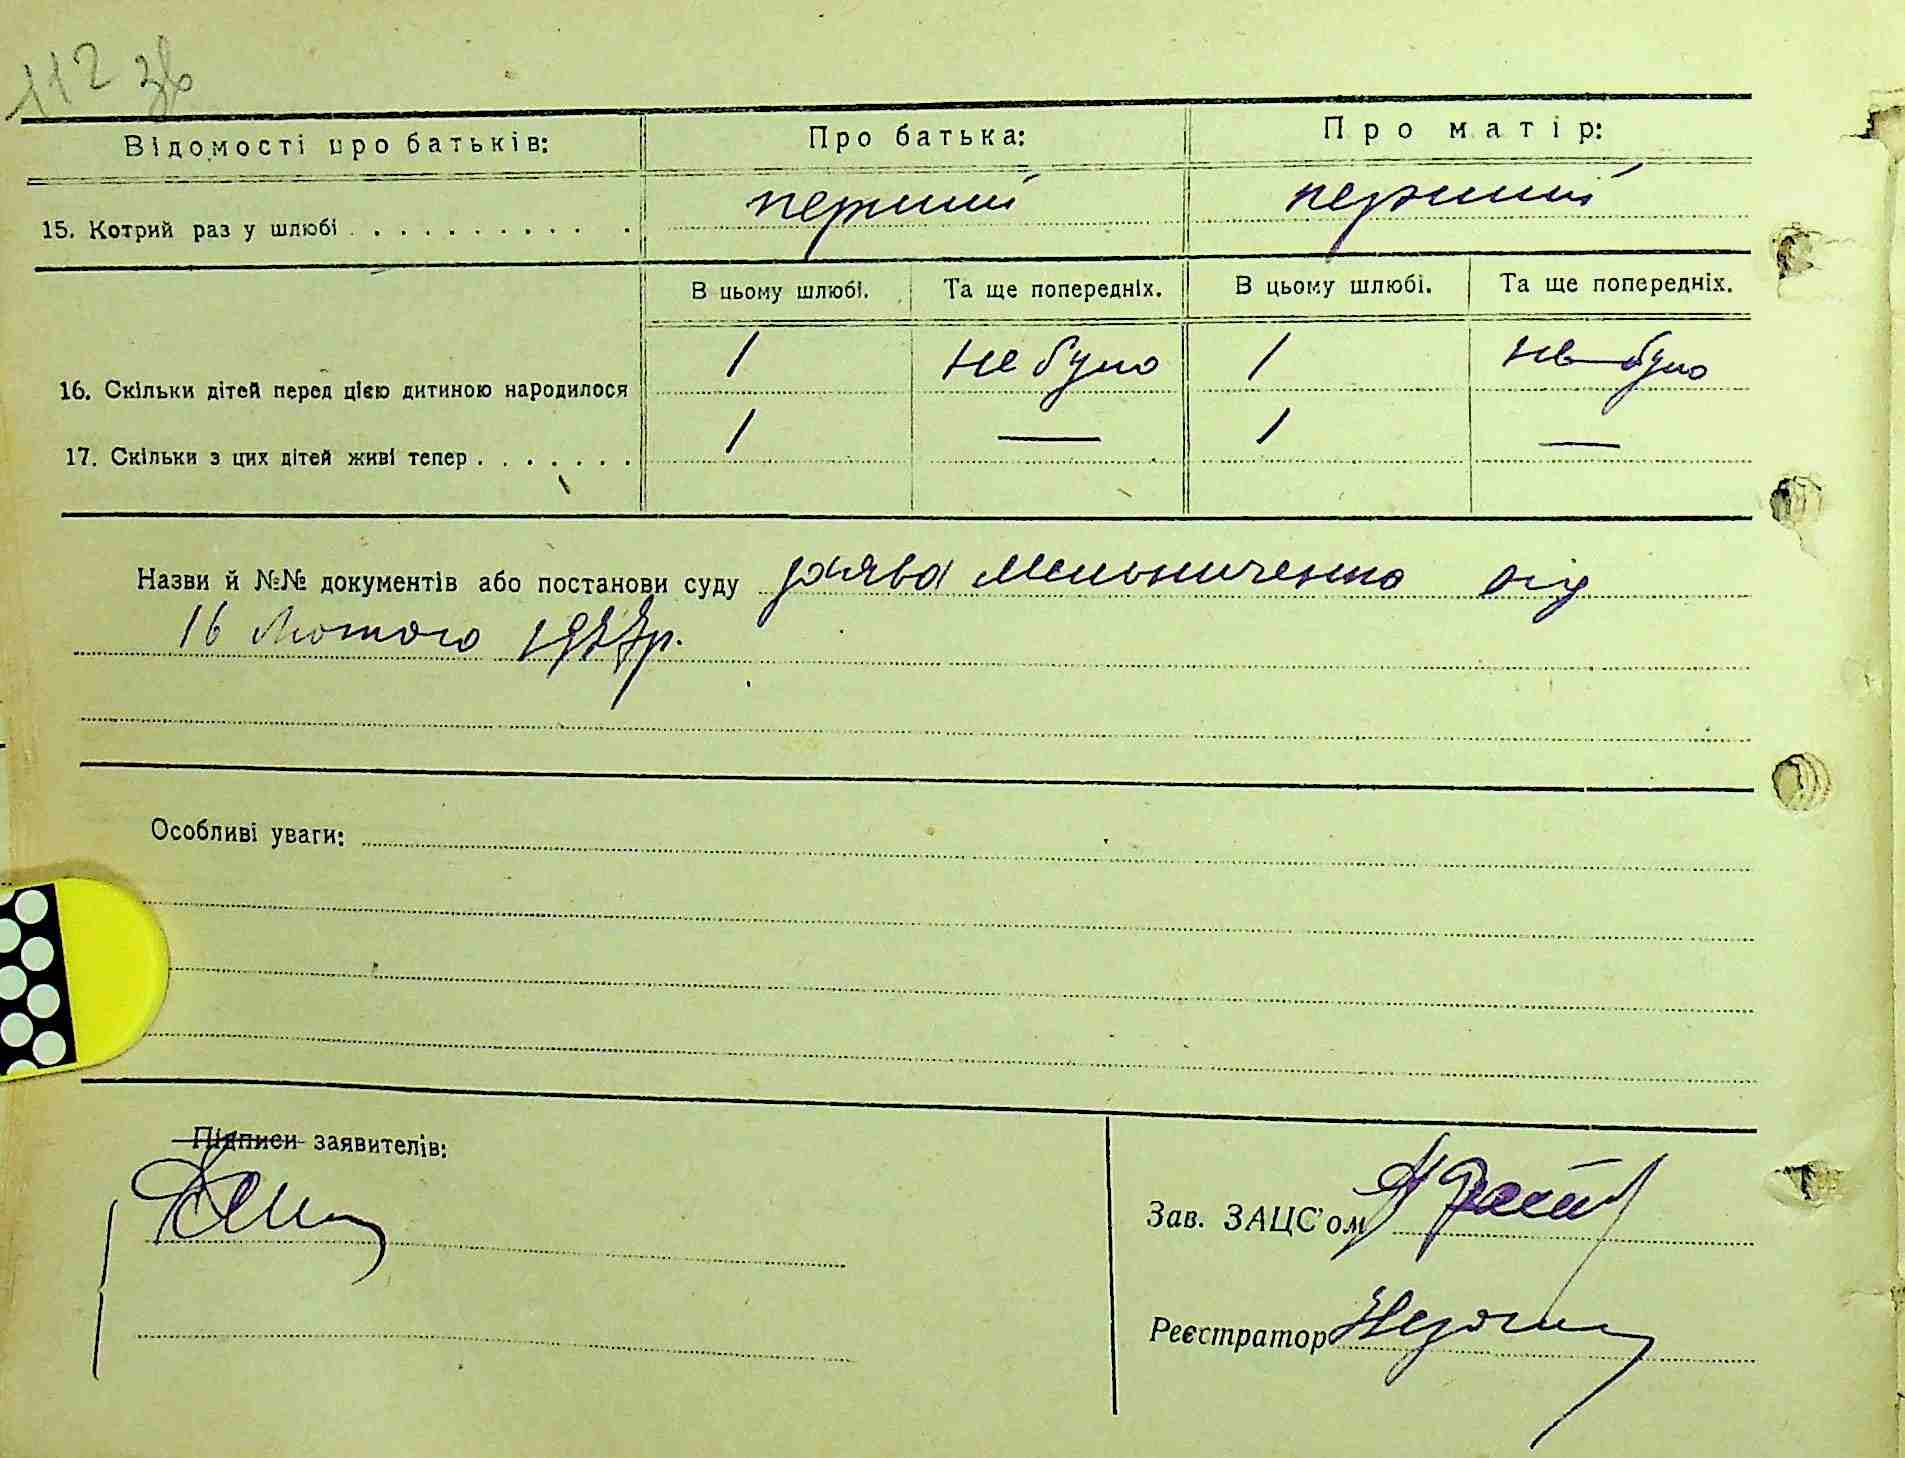 112 зв
Відомості про батьків: Про батька: Про матір:
15. Котрий раз у шлюбі . . . . . . . . . . перший перший
В цьому шлюбі. Та ще попередніх. В цьому шлюбі. Та ще попередніх.
16. Скільки дітей перед цією дитиною народилося 1 не було 1 не було
17. Скільки з цих дітей живі тепер . . . . . . . 1 — 1 —
Назви й №№ документів або постанови суду заява Мельниченка від
16 лютого 1927р.
Особливі уваги:
Підписи заявителів:
Зав. ЗАЦС'ом
Реєстратор